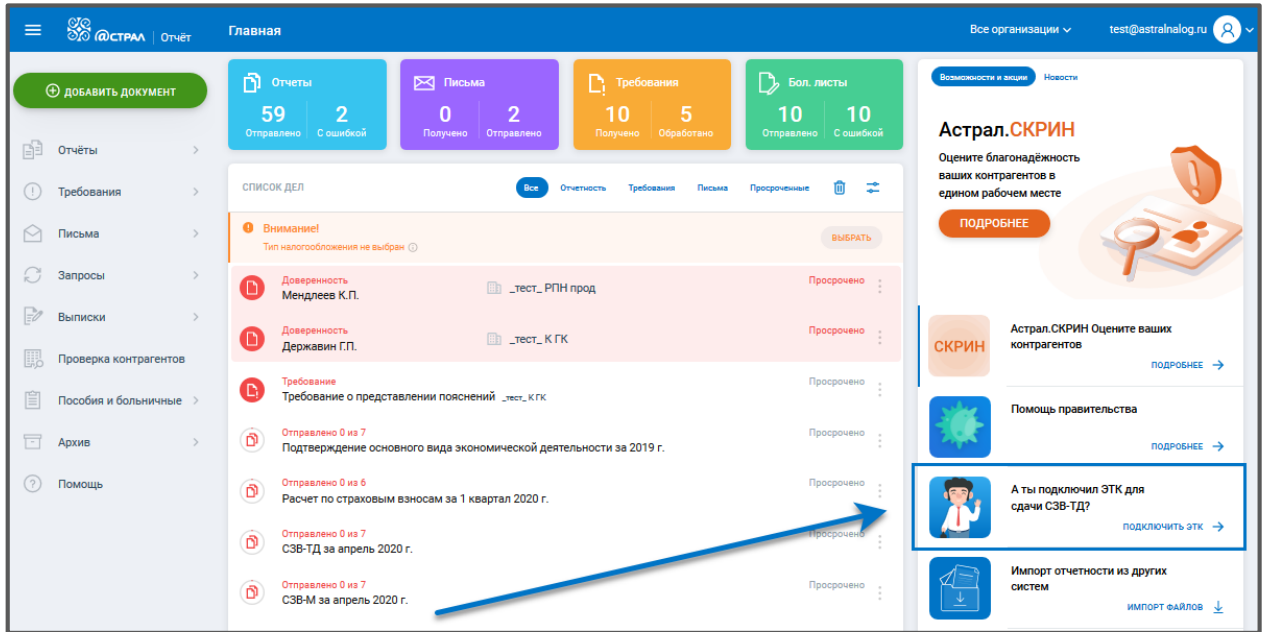 @СТРАЛ | Отчёт
Главная
Все организации
test@astralnalog.ru
ДОБАВИТЬ ДОКУМЕНТ
Отчёты
Требования
Письма
Запросы
Выписки
Проверка контрагентов
Пособия и больничные
Архив
Помощь
Отчеты
59 2
Отправлено С ошибкой
Письма
0 2
Получено Отправлено
Требования
10 5
Получено Обработано
Бол. листы
10 10
Отправлено С ошибкой
СПИСОК ДЕЛ
Все Отчетность Требования Письма Просроченные
Внимание!
Тип налогообложения не выбран
ВЫБРАТЬ
Доверенность
Мендлеев К.П.
_тест_ РПН прод
Просрочено
Доверенность
Державин Г.П.
_тест_ К ГК
Просрочено
Требование
Требование о представлении пояснений _тест_ К ГК
Просрочено
Отправлено 0 из 7
Подтверждение основного вида экономической деятельности за 2019 г.
Просрочено
Отправлено 0 из 6
Расчет по страховым взносам за 1 квартал 2020 г.
Просрочено
Отправлено 0 из 7
СЗВ-ТД за апрель 2020 г.
Просрочено
Отправлено 0 из 7
СЗВ-М за апрель 2020 г.
Просрочено
Возможности и акции Новости
Астрал.СКРИН
Оцените благонадёжность
ваших контрагентов в
едином рабочем месте
ПОДРОБНЕЕ
СКРИН
Астрал.СКРИН Оцените ваших
контрагентов
ПОДРОБНЕЕ
Помощь правительства
ПОДРОБНЕЕ
А ты подключил ЭТК для
сдачи СЗВ-ТД?
ПОДКЛЮЧИТЬ ЭТК
Импорт отчетности из других
систем
ИМПОРТ ФАЙЛОВ